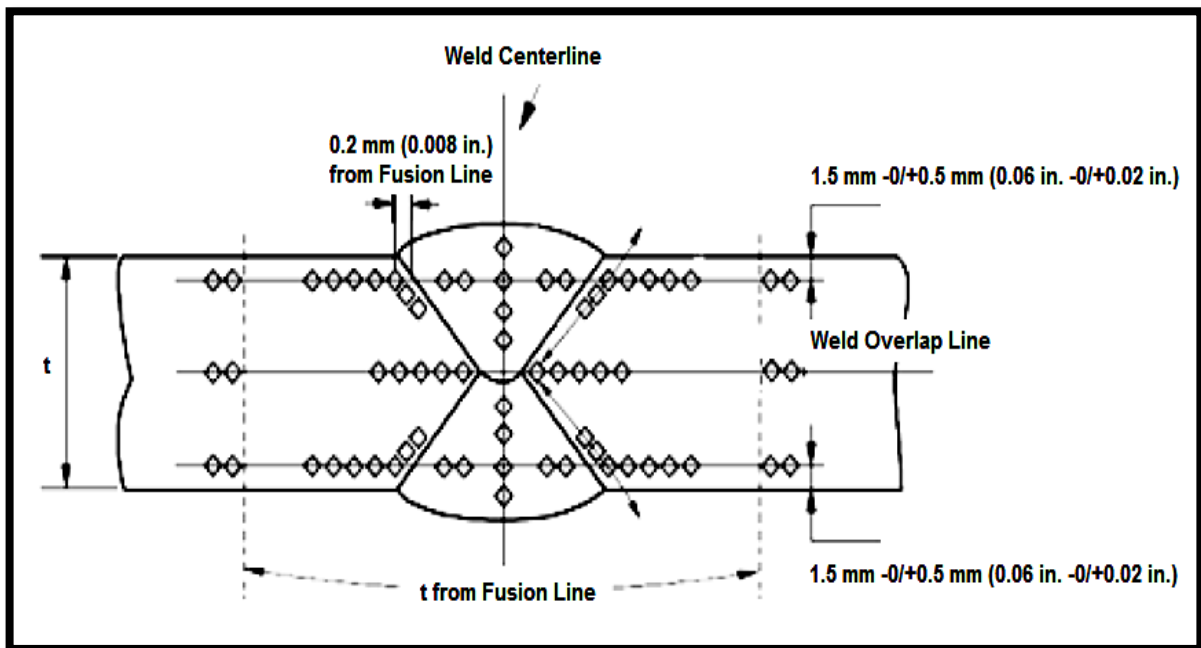 Weld Centerline
0.2 mm (0.008 in.)
from Fusion Line
1.5 mm -0/+0.5 mm (0.06 in. -0/+0.02 in.)
Weld Overlap Line
t
1.5 mm -0/+0.5 mm (0.06 in. -0/+0.02 in.)
t from Fusion Line